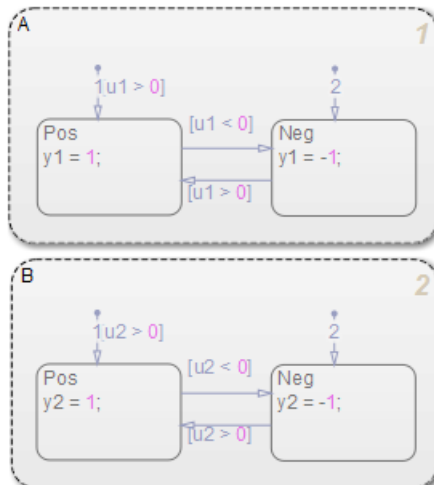 A
1
1[u1 > 0]
2
[u1 < 0]
Pos
y1 = 1;
Neg
y1 = -1;
[u1 > 0]
B
2
1[u2 > 0]
2
[u2 < 0]
Pos
y2 = 1;
Neg
y2 = -1;
[u2 > 0]